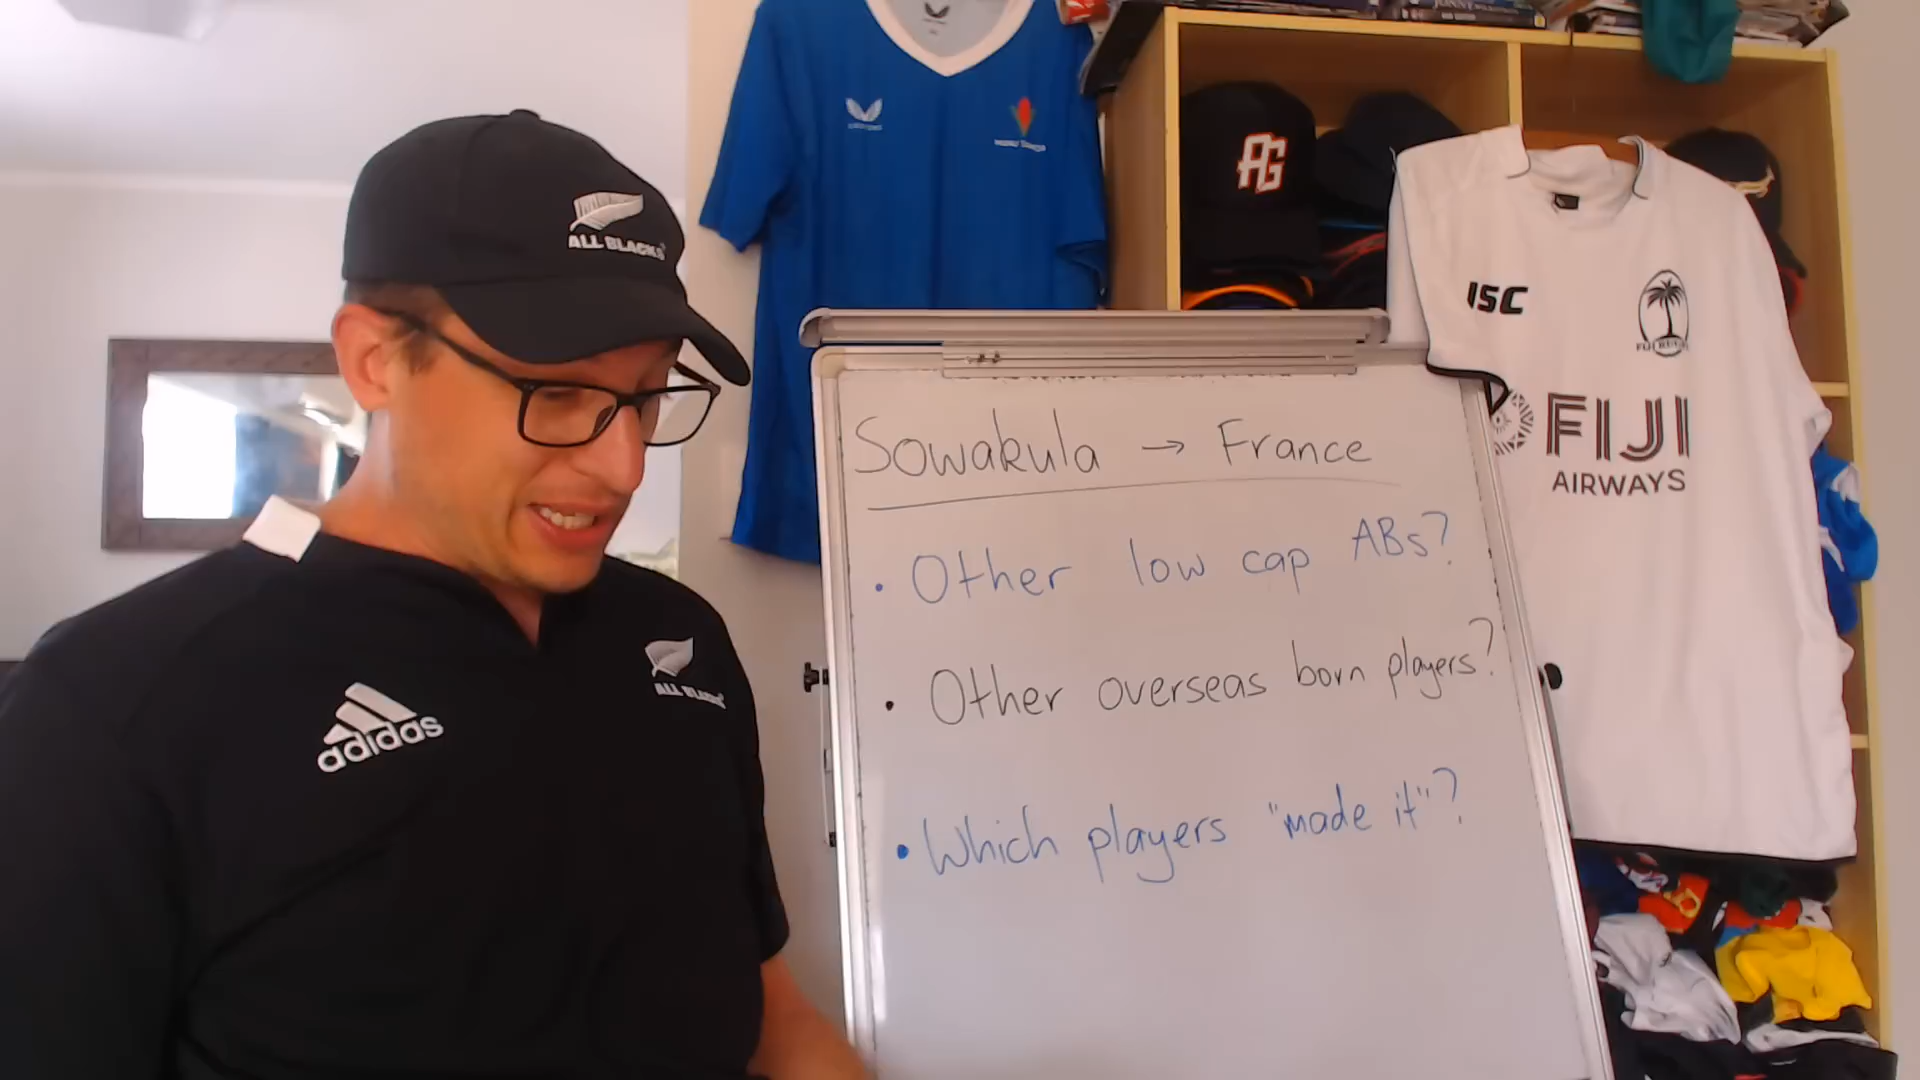 AG
ALL BLACKS
ISC
FIJI
AIRWAYS
Sowakula → France
• Other low cap ABs?
• Other overseas born players?
• Which players "made it"?
adidas
ALL BLACKS